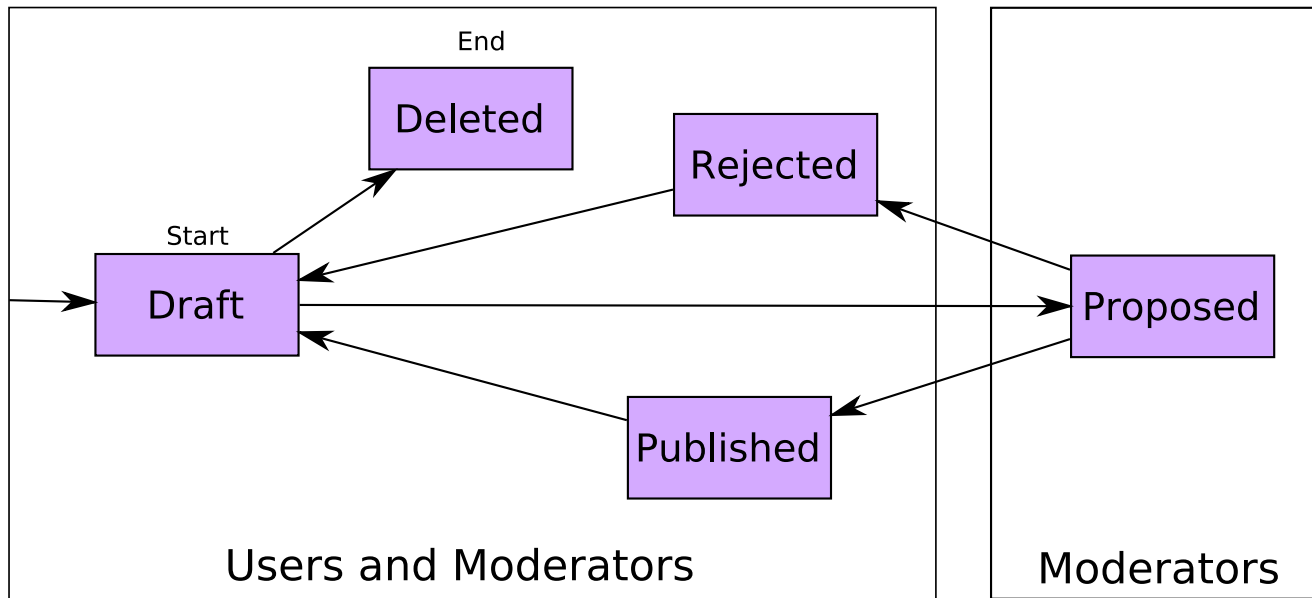 End
Deleted
Rejected
Start
Draft
Proposed
Published
Users and Moderators
Moderators